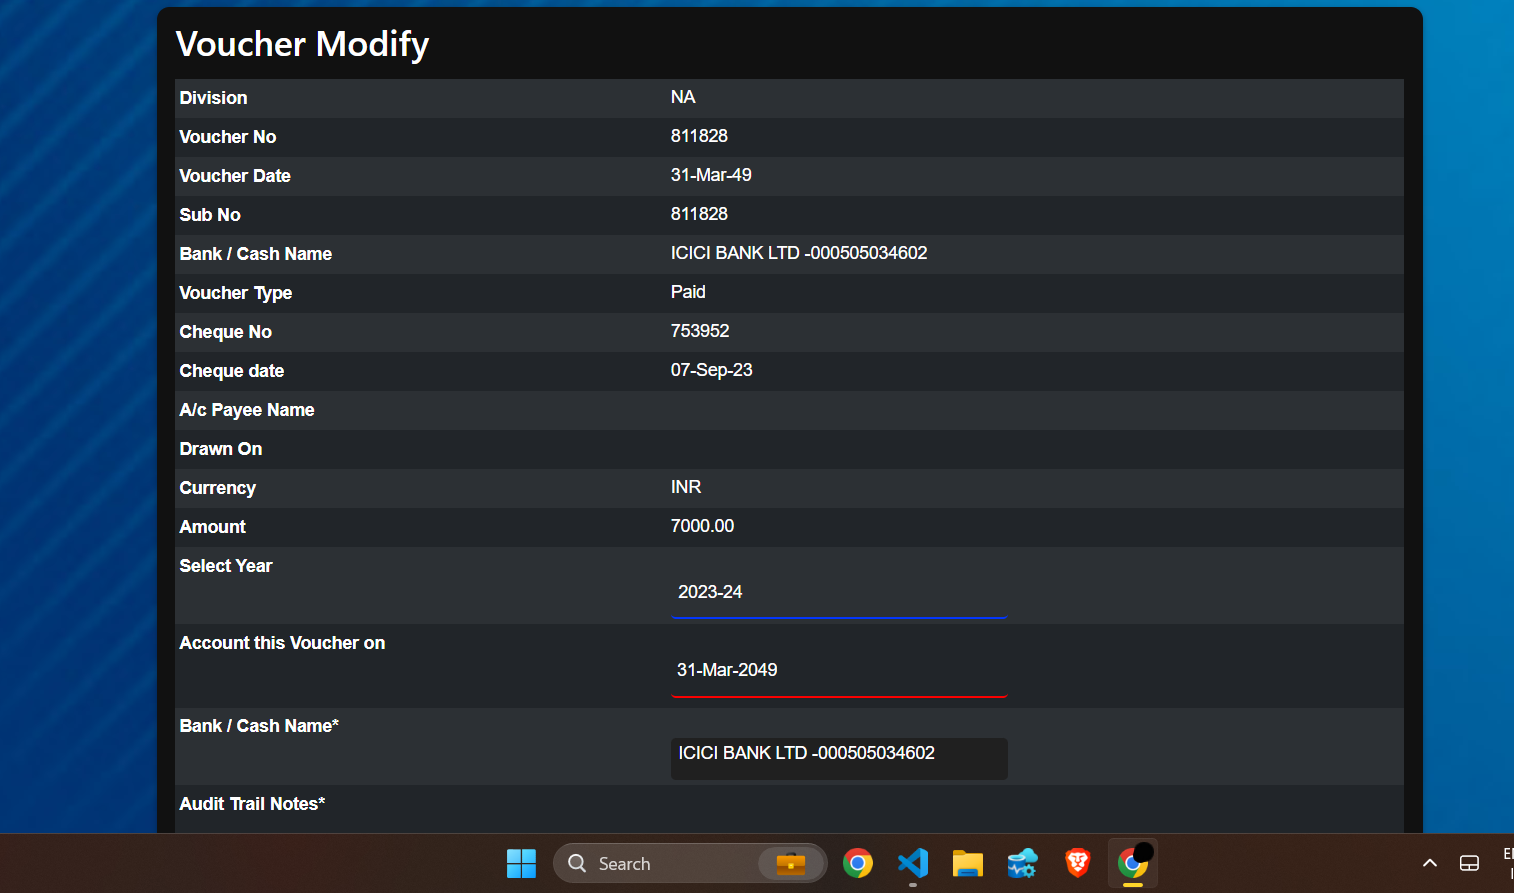 Voucher Modify
Division NA
Voucher No 811828
Voucher Date 31-Mar-49
Sub No 811828
Bank / Cash Name ICICI BANK LTD -000505034602
Voucher Type Paid
Cheque No 753952
Cheque date 07-Sep-23
A/c Payee Name
Drawn On
Currency INR
Amount 7000.00
Select Year
2023-24
Account this Voucher on
31-Mar-2049
Bank / Cash Name*
ICICI BANK LTD -000505034602
Audit Trail Notes*
Search